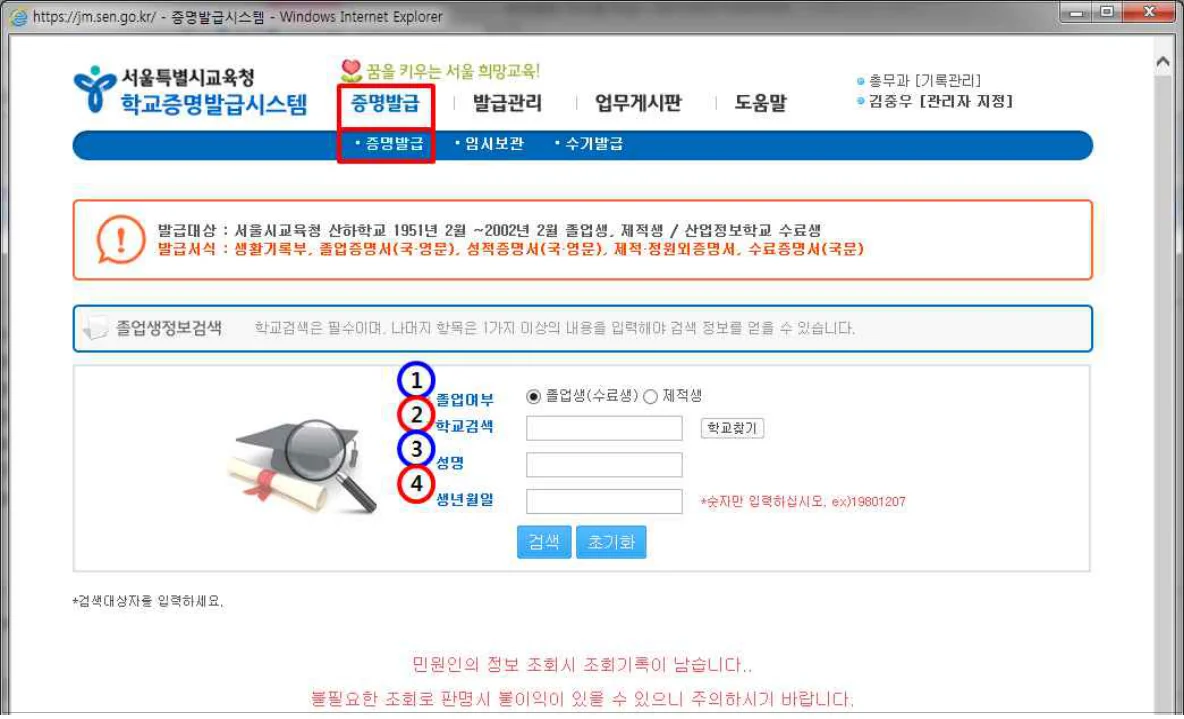 https://jm.sen.go.kr/ - 증명발급시스템 - Windows Internet Explorer
서울특별시교육청
학교증명발급시스템
꿈을 키우는 서울 희망교육!
증명발급 | 발급관리 | 업무게시판 | 도움말
총무과 [기록관리]
김중우 [관리자 지정]
• 증명발급 • 임시보관 • 수기발급
발급대상 : 서울시교육청 산하학교 1951년 2월 ~2002년 2월 졸업생, 제적생 / 산업정보학교 수료생
발급서식 : 생활기록부, 졸업증명서(국·영문), 성적증명서(국·영문), 제적·정원외증명서, 수료증명서(국문)
졸업생정보검색 학교검색은 필수이며, 나머지 항목은 1가지 이상의 내용을 입력해야 검색 정보를 얻을 수 있습니다.
1 졸업여부 졸업생(수료생) 제적생
2 학교검색 학교찾기
3 성명
4 생년월일 *숫자만 입력하십시오, ex)19801207
검색 초기화
*검색대상자을 입력하세요.
민원인의 정보 조회시 조회기록이 남습니다..
불필요한 조회로 판명시 불이익이 있을 수 있으니 주의하시기 바랍니다.